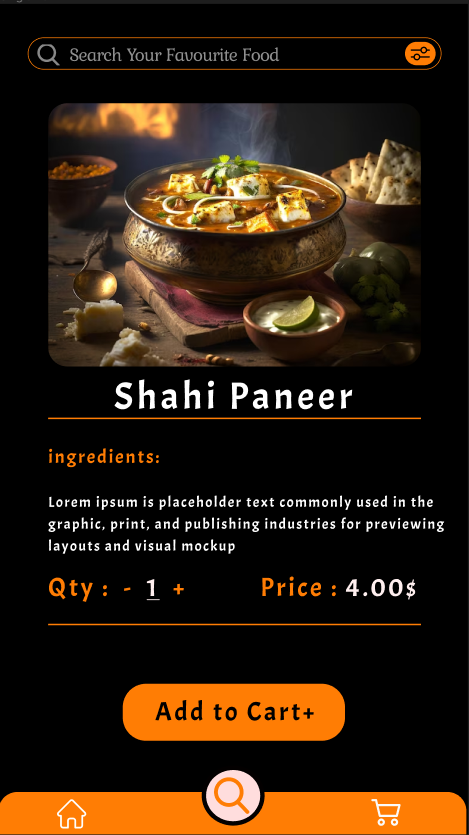 Search Your Favourite Food
Shahi Paneer
ingredients:
Lorem ipsum is placeholder text commonly used in the
graphic, print, and publishing industries for previewing
layouts and visual mockup
Qty : - 1 + Price : 4.00$
Add to Cart+